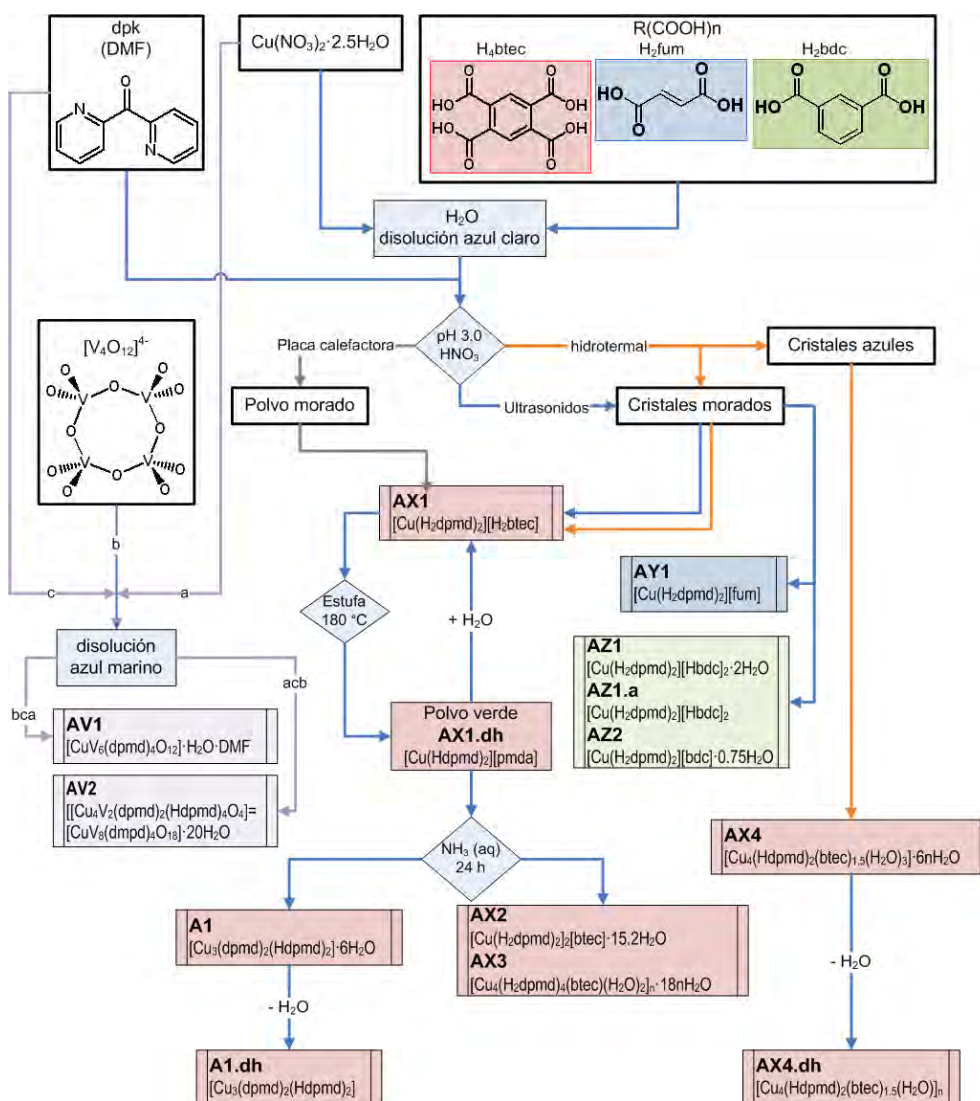 dpk
(DMF)
N
O
N
Cu(NO₃)₂·2.5H₂O
R(COOH)n
H₄btec
HO
O
O
OH
HO
O
O
OH
H₂fum
HO
O
O
OH
H₂bdc
O
HO
O
OH
H₂O
disolución azul claro
[V₄O₁₂]⁴⁻
O
O
V
O
V
O
O
O
O
O
O
V
O
V
O
O
pH 3.0
HNO₃
Placa calefactora
hidrotermal
Ultrasonidos
Cristales azules
Polvo morado
Cristales morados
AX1
[Cu(H₂dpmd)₂][H₂btec]
b
c
a
Estufa
180 °C
+ H₂O
AY1
[Cu(H₂dpmd)₂][fum]
disolución
azul marino
bca
acb
AZ1
[Cu(H₂dpmd)₂][Hbdc]₂·2H₂O
AZ1.a
[Cu(H₂dpmd)₂][Hbdc]₂
AZ2
[Cu(H₂dpmd)₂][bdc]·0.75H₂O
Polvo verde
AX1.dh
[Cu(Hdpmd)₂][pmda]
AV1
[CuV₆(dpmd)₄O₁₂]·H₂O·DMF
AV2
[[Cu₄V₂(dpmd)₂(Hdpmd)₄O₄]=
[CuV₈(dmpd)₄O₁₈]·20H₂O
NH₃ (aq)
24 h
AX4
[Cu₄(Hdpmd)₂(btec)₁.₅(H₂O)₃]·6nH₂O
A1
[Cu₃(dpmd)₂(Hdpmd)₂]·6H₂O
AX2
[Cu(H₂dpmd)₂]₂[btec]·15.2H₂O
AX3
[Cu₄(H₂dpmd)₄(btec)(H₂O)₂]ₙ·18nH₂O
- H₂O
- H₂O
A1.dh
[Cu₃(dpmd)₂(Hdpmd)₂]
AX4.dh
[Cu₄(Hdpmd)₂(btec)₁.₅(H₂O)]ₙ